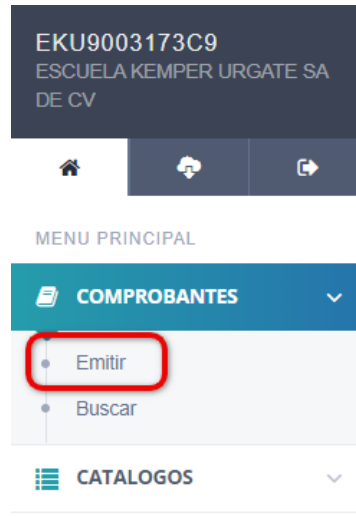 EKU9003173C9
ESCUELA KEMPER URGATE SA
DE CV
MENU PRINCIPAL
COMPROBANTES
Emitir
Buscar
CATALOGOS